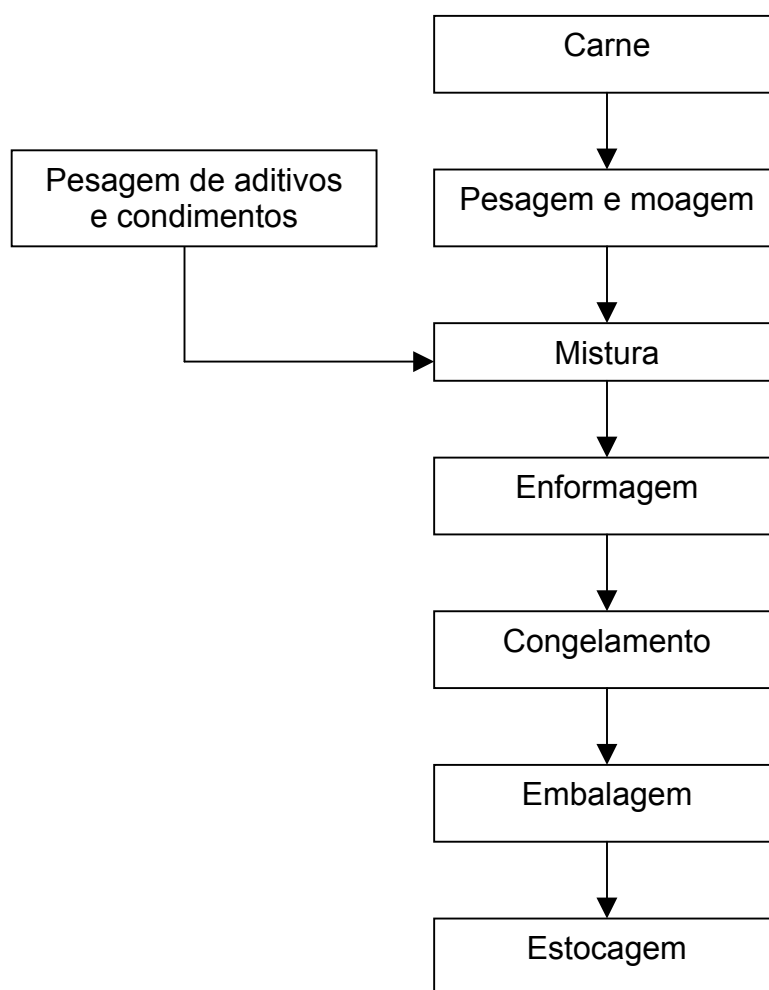 Carne
Pesagem de aditivos
e condimentos
Pesagem e moagem
Mistura
Enformagem
Congelamento
Embalagem
Estocagem